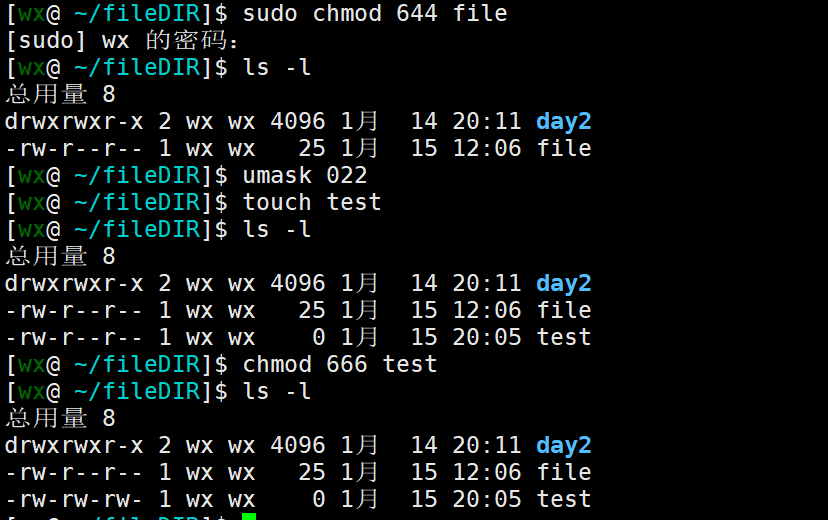 [wx@ ~/fileDIR]$ sudo chmod 644 file
[sudo] wx 的密码：
[wx@ ~/fileDIR]$ ls -l
总用量 8
drwxrwxr-x 2 wx wx 4096 1月  14 20:11 day2
-rw-r--r-- 1 wx wx   25 1月  15 12:06 file
[wx@ ~/fileDIR]$ umask 022
[wx@ ~/fileDIR]$ touch test
[wx@ ~/fileDIR]$ ls -l
总用量 8
drwxrwxr-x 2 wx wx 4096 1月  14 20:11 day2
-rw-r--r-- 1 wx wx   25 1月  15 12:06 file
-rw-r--r-- 1 wx wx    0 1月  15 20:05 test
[wx@ ~/fileDIR]$ chmod 666 test
[wx@ ~/fileDIR]$ ls -l
总用量 8
drwxrwxr-x 2 wx wx 4096 1月  14 20:11 day2
-rw-r--r-- 1 wx wx   25 1月  15 12:06 file
-rw-rw-rw- 1 wx wx    0 1月  15 20:05 test